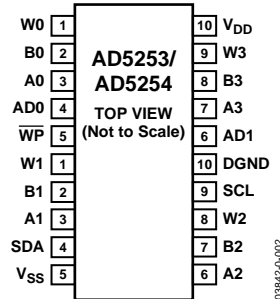 W0 1 10 VDD
B0 2 AD5253/ 9 W3
A0 3 AD5254 8 B3
AD0 4 TOP VIEW 7 A3
WP 5 (Not to Scale) 6 AD1
W1 1 10 DGND
B1 2 9 SCL
A1 3 8 W2
SDA 4 7 B2
VSS 5 6 A2
03842-0-002